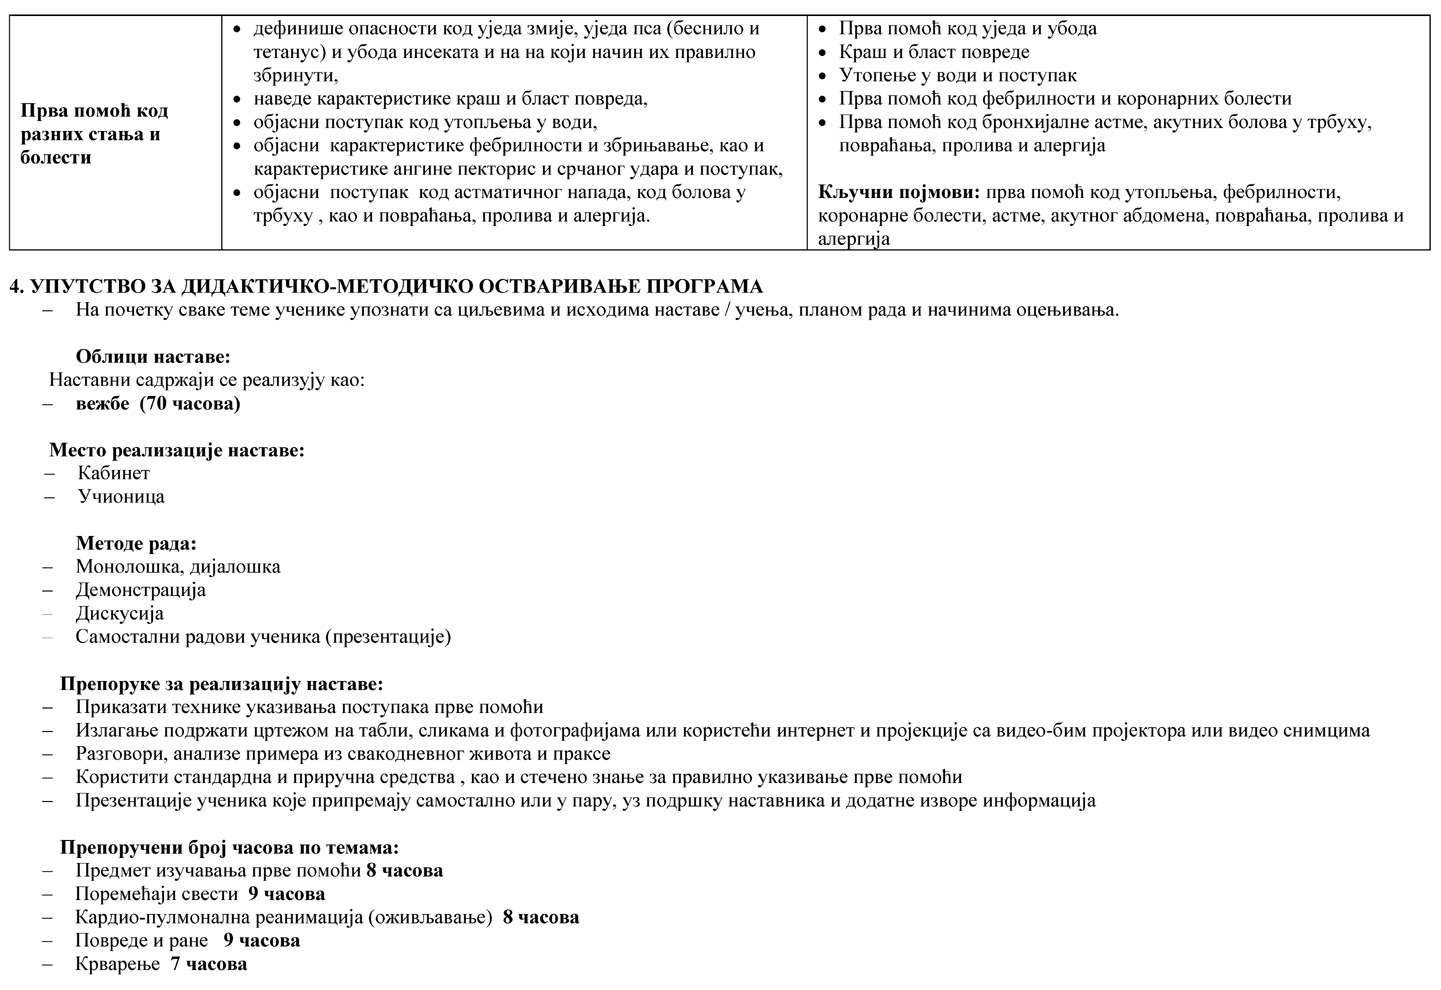 Прва помоћ код
разних стања и
болести
• дефинише опасности код уједа змије, уједа пса (беснило и
тетанус) и убода инсеката и на на који начин их правилно
збринути,
• наведе карактеристике краш и бласт повреда,
• објасни поступак код утопљења у води,
• објасни  карактеристике фебрилности и збрињавање, као и
карактеристике ангине пекторис и срчаног удара и поступак,
• објасни  поступак  код астматичног напада, код болова у
трбуху , као и повраћања, пролива и алергија.
• Прва помоћ код уједа и убода
• Краш и бласт повреде
• Утопење у води и поступак
• Прва помоћ код фебрилности и коронарних болести
• Прва помоћ код бронхијалне астме, акутних болова у трбуху,
повраћања, пролива и алергија
Кључни појмови: прва помоћ код утопљења, фебрилности,
коронарне болести, астме, акутног абдомена, повраћања, пролива и
алергија
4. УПУТСТВО ЗА ДИДАКТИЧКО-МЕТОДИЧКО ОСТВАРИВАЊЕ ПРОГРАМА
– На почетку сваке теме ученике упознати са циљевима и исходима наставе / учења, планом рада и начинима оцењивања.
Облици наставе:
Наставни садржаји се реализују као:
– вежбе  (70 часова)
Место реализације наставе:
– Кабинет
– Учионица
Методе рада:
– Монолошка, дијалошка
– Демонстрација
– Дискусија
– Самостални радови ученика (презентације)
Препоруке за реализацију наставе:
– Приказати технике указивања поступака прве помоћи
– Излагање подржати цртежом на табли, сликама и фотографијама или користећи интернет и пројекције са видео-бим пројектора или видео снимцима
– Разговори, анализе примера из свакодневног живота и праксе
– Користити стандардна и приручна средства , као и стечено знање за правилно указивање прве помоћи
– Презентације ученика које припремају самостално или у пару, уз подршку наставника и додатне изворе информација
Препоручени број часова по темама:
– Предмет изучавања прве помоћи 8 часова
– Поремећаји свести  9 часова
– Кардио-пулмонална реанимација (оживљавање)  8 часова
– Повреде и ране   9 часова
– Крварење  7 часова